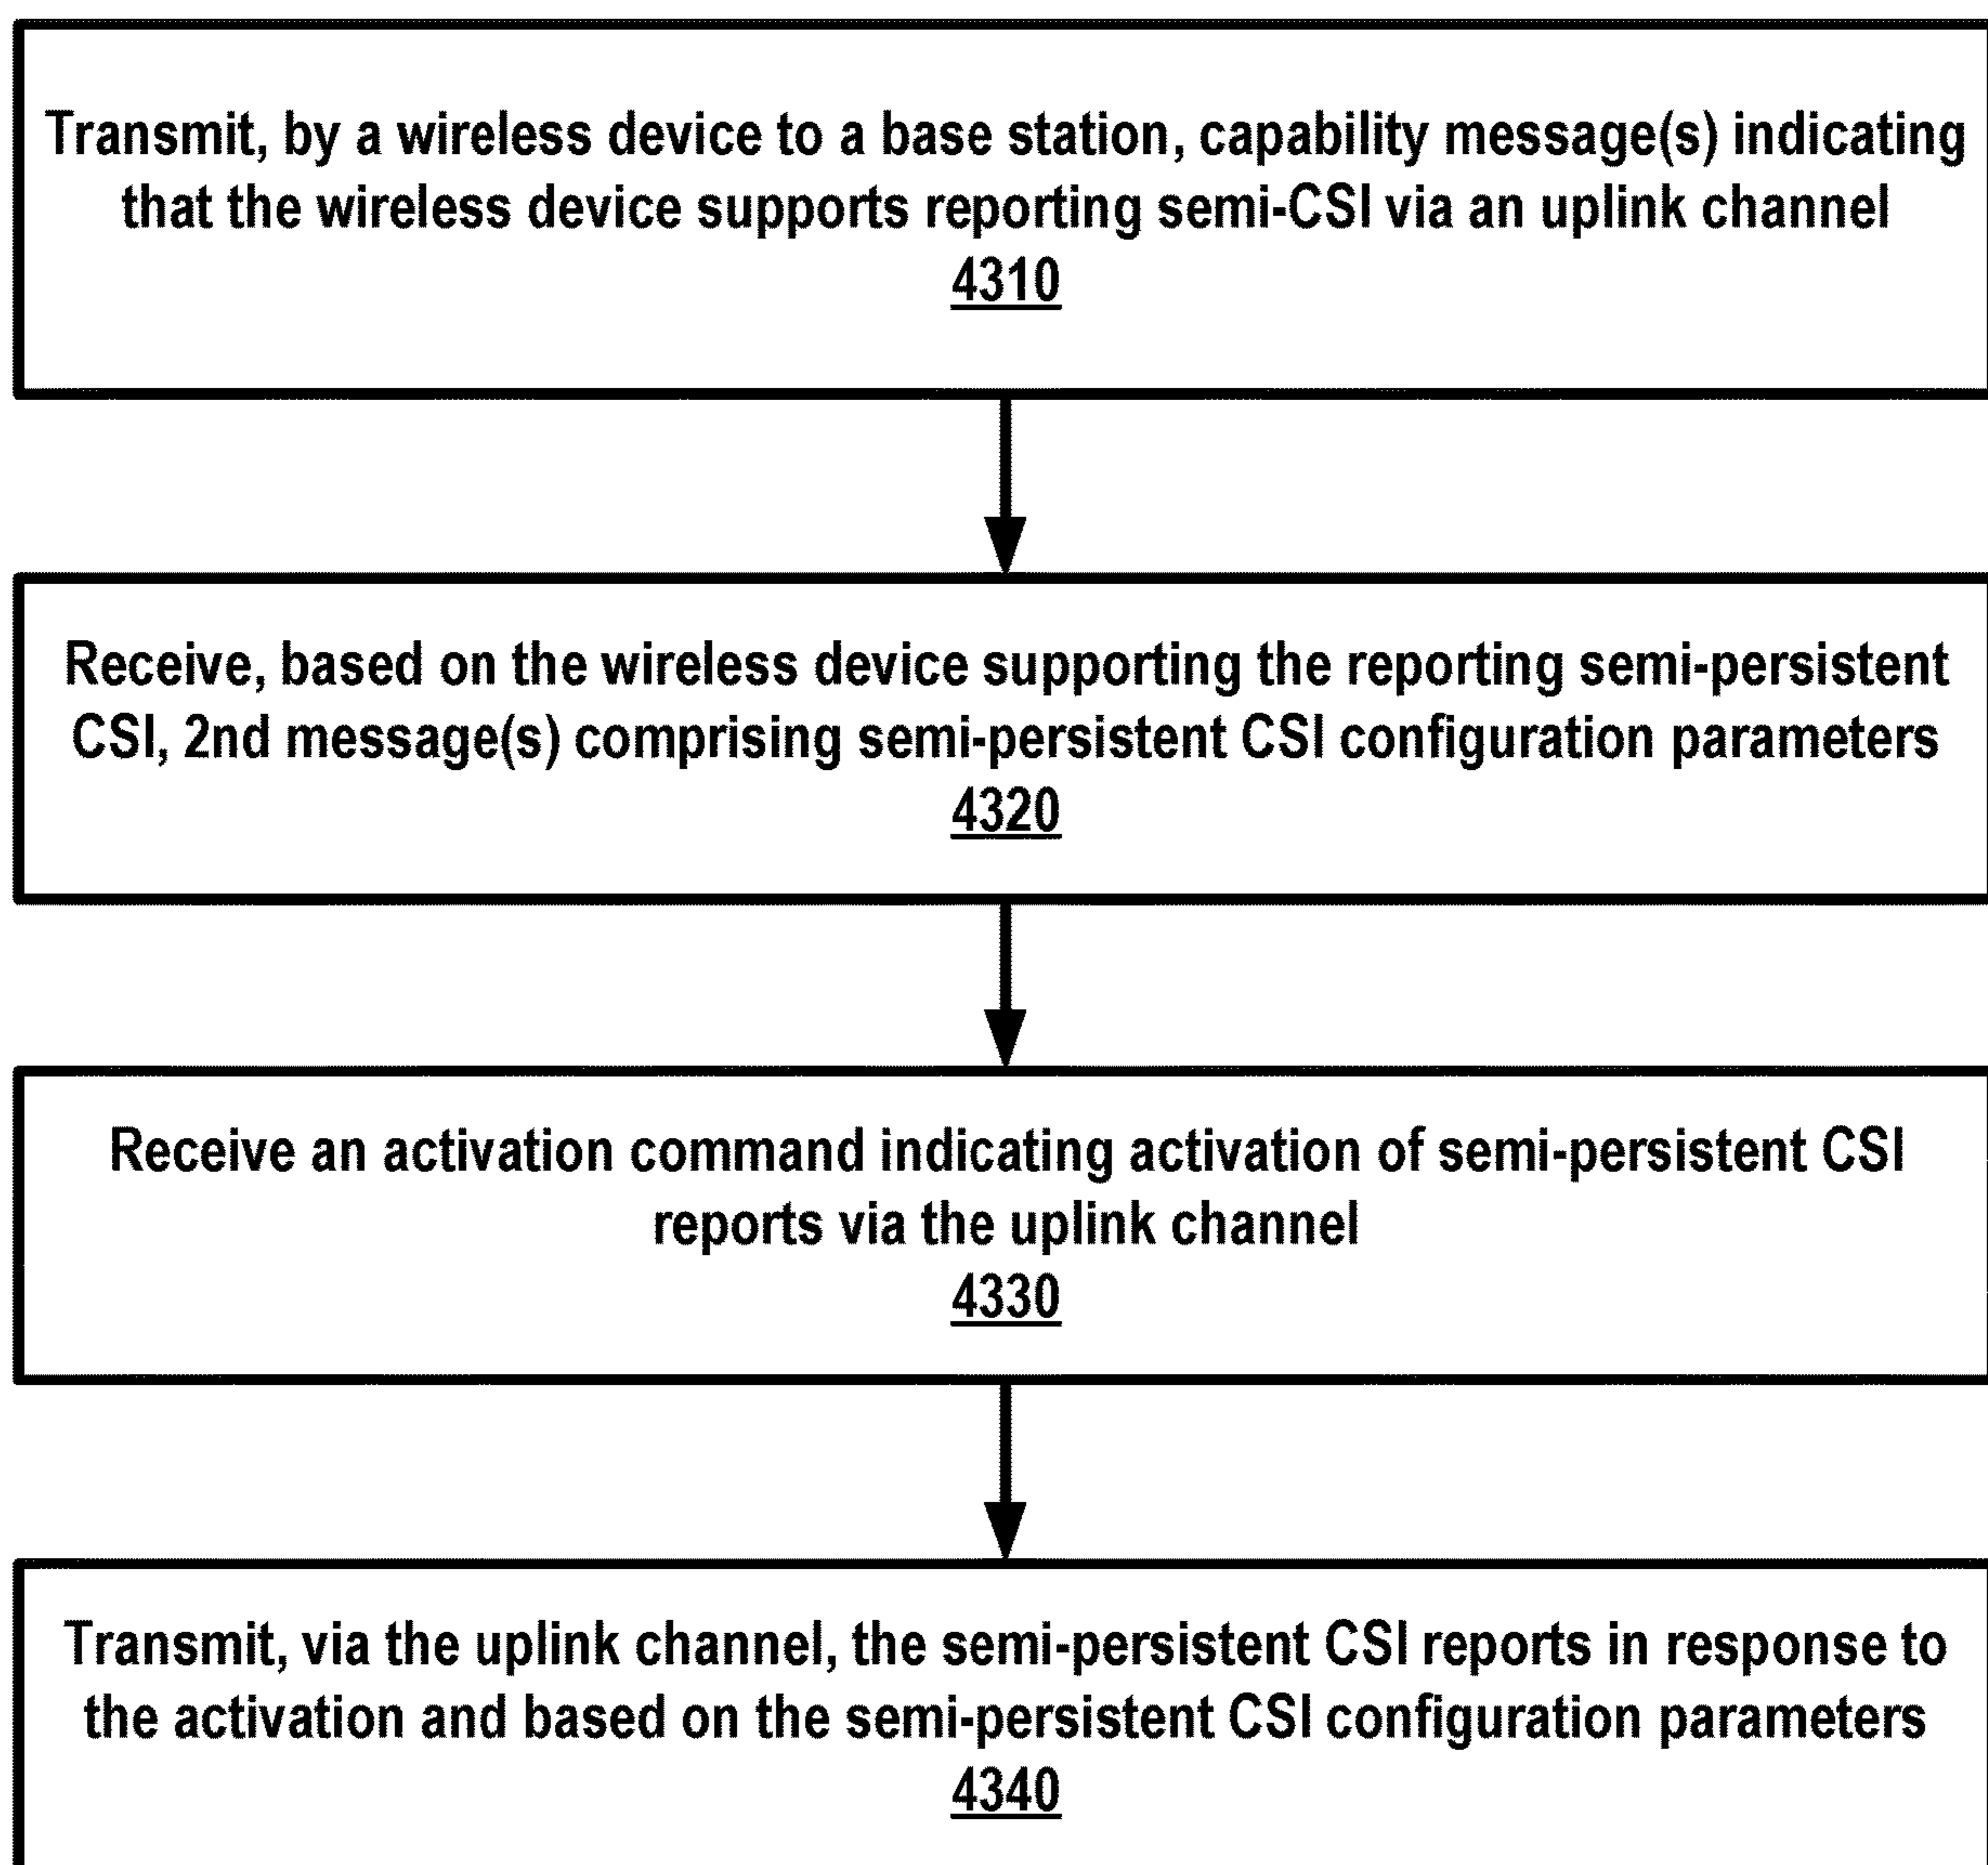 Transmit, by a wireless device to a base station, capability message(s) indicating
that the wireless device supports reporting semi-CSI via an uplink channel
4310
Receive, based on the wireless device supporting the reporting semi-persistent
CSI, 2nd message(s) comprising semi-persistent CSI configuration parameters
4320
Receive an activation command indicating activation of semi-persistent CSI
reports via the uplink channel
4330
Transmit, via the uplink channel, the semi-persistent CSI reports in response to
the activation and based on the semi-persistent CSI configuration parameters
4340